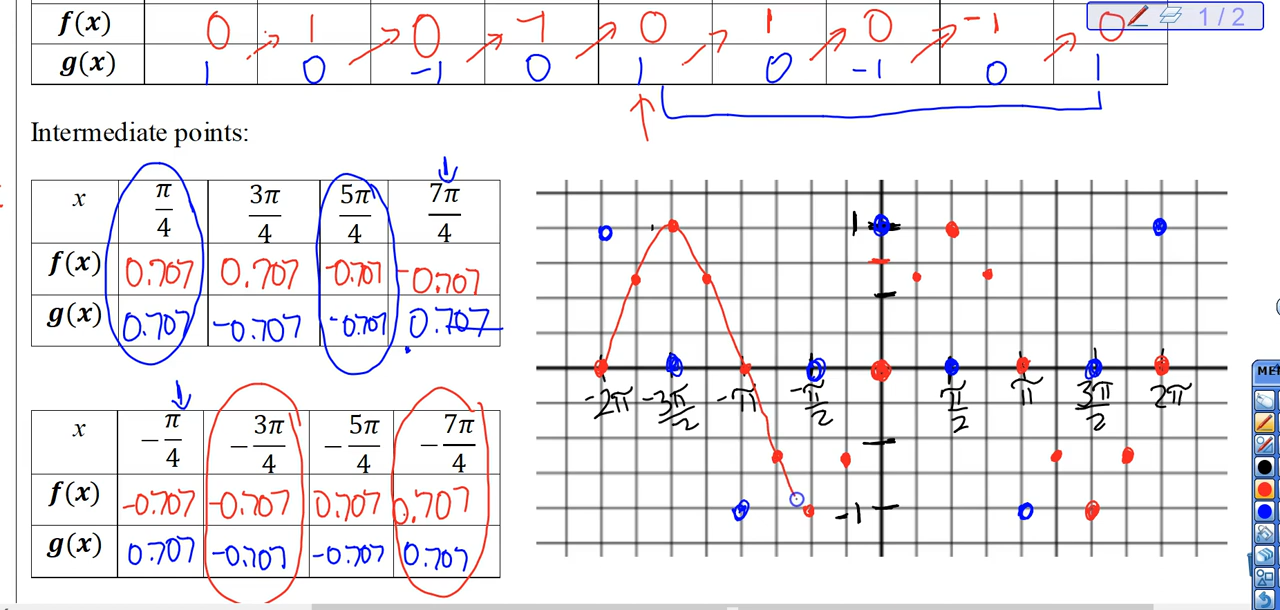 f(x) 0 1 0 -1 0 1 0 -1 0
g(x) 1 0 -1 0 1 0 -1 0 1
1 / 2
Intermediate points:
x π/4 3π/4 5π/4 7π/4
f(x) 0.707 0.707 -0.707 -0.707
g(x) 0.707 -0.707 -0.707 0.707
x -π/4 -3π/4 -5π/4 -7π/4
f(x) -0.707 -0.707 0.707 0.707
g(x) 0.707 -0.707 -0.707 0.707
1
-2π -3π/2 -π -π/2 π/2 π 3π/2 2π
-1